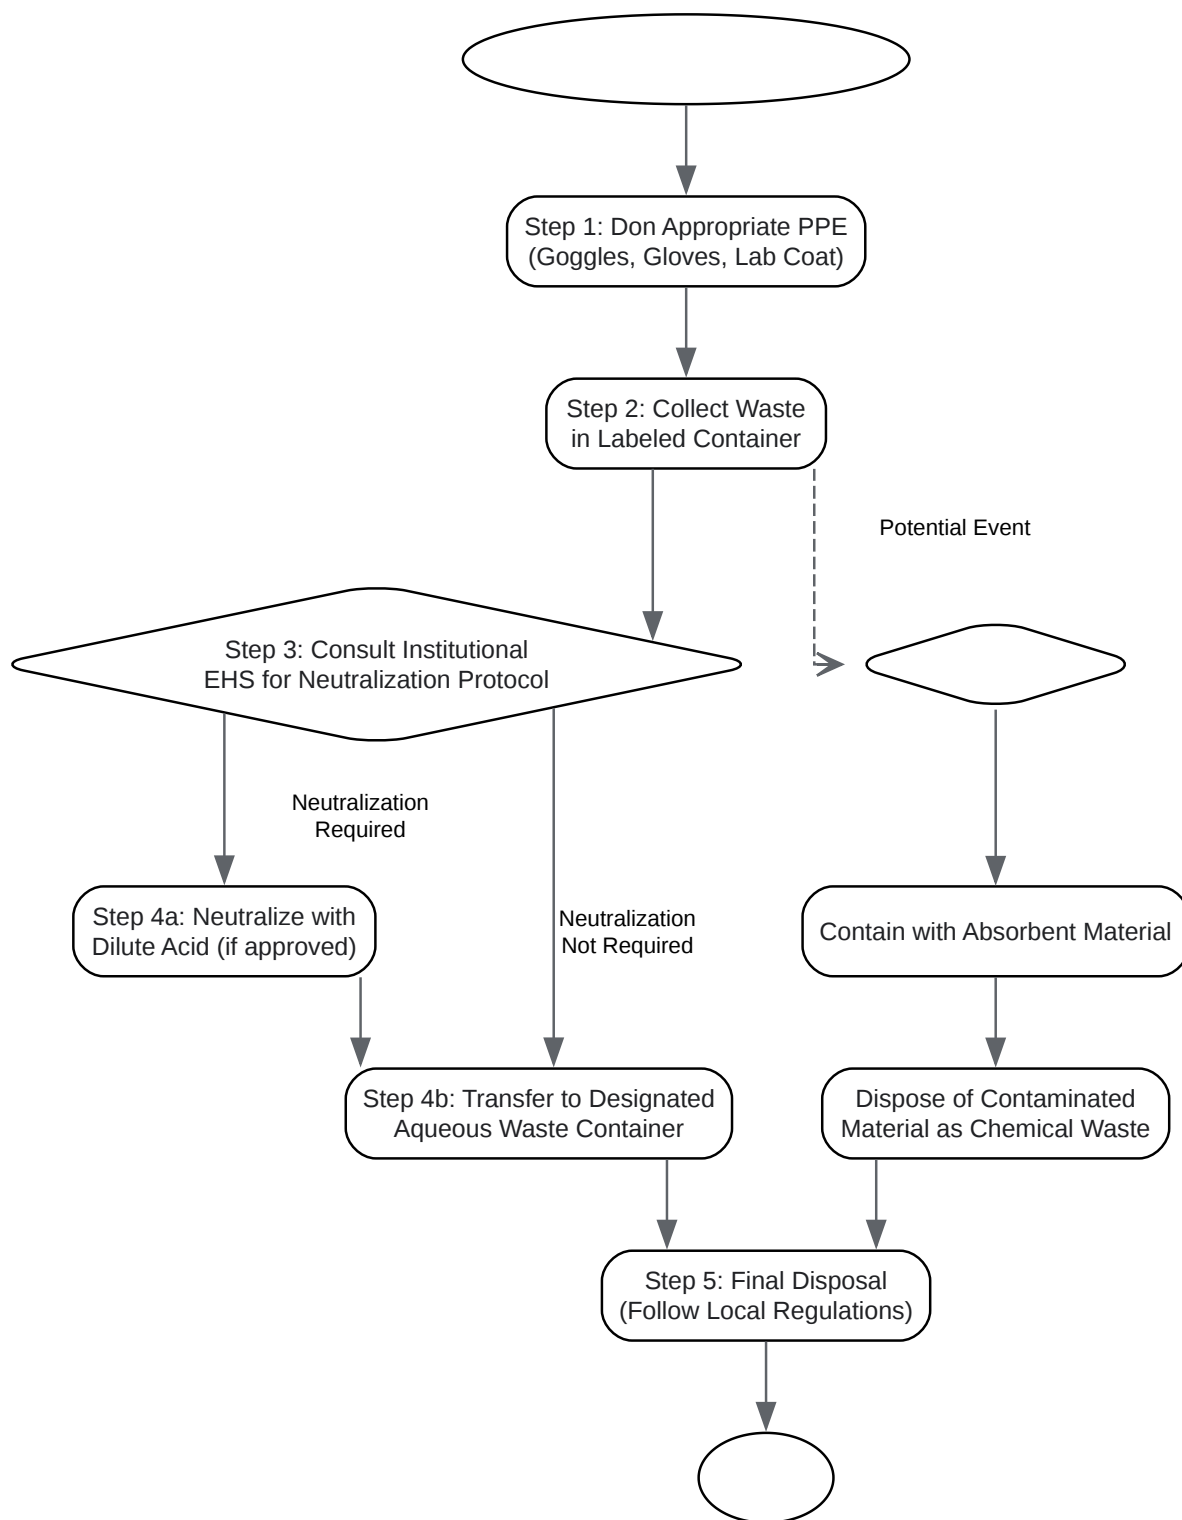 Step 1: Don Appropriate PPE
(Goggles, Gloves, Lab Coat)
Step 2: Collect Waste
in Labeled Container
Potential Event
Step 3: Consult Institutional
EHS for Neutralization Protocol
Neutralization
Required
Step 4a: Neutralize with
Dilute Acid (if approved)
Neutralization
Not Required
Contain with Absorbent Material
Step 4b: Transfer to Designated
Aqueous Waste Container
Dispose of Contaminated
Material as Chemical Waste
Step 5: Final Disposal
(Follow Local Regulations)